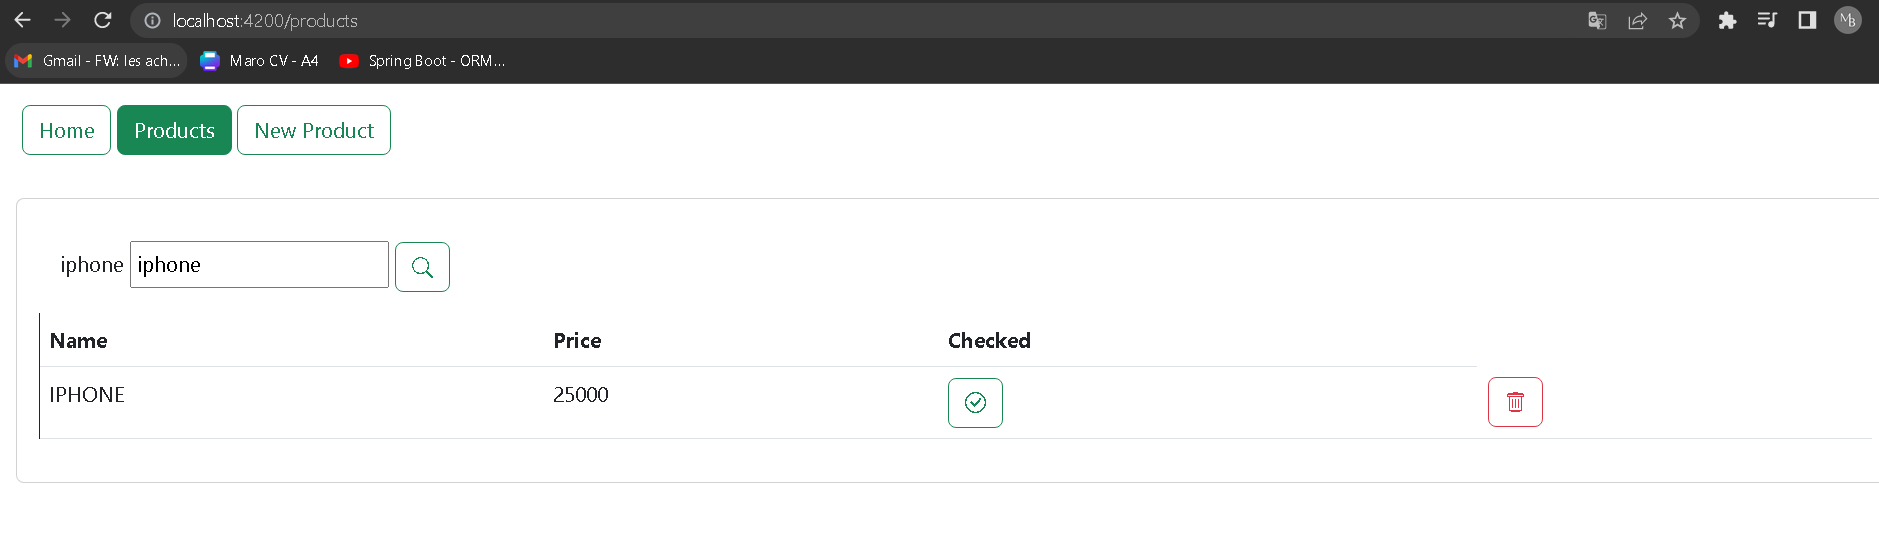 localhost:4200/products
Gmail - FW: les ach... Maro CV - A4 Spring Boot - ORM...
Home Products New Product
iphone iphone
Name Price Checked
IPHONE 25000